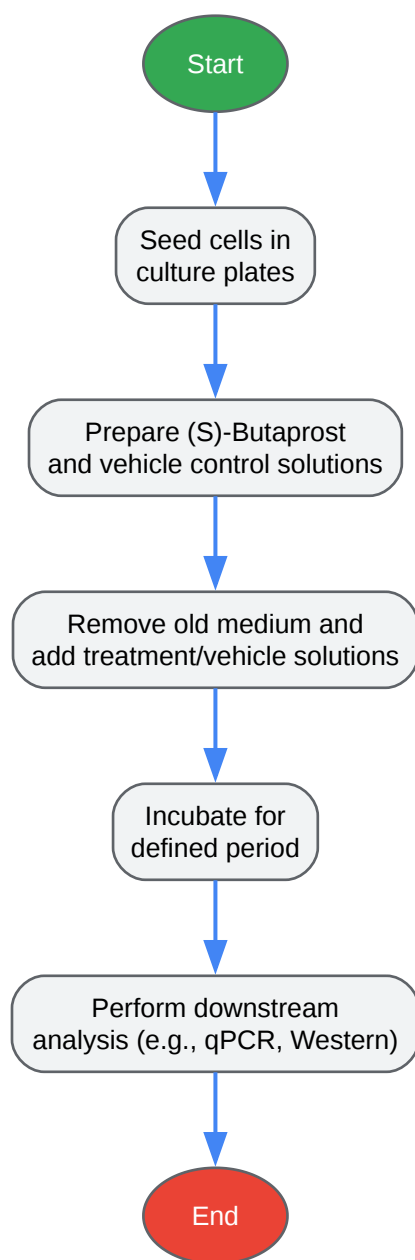 Start
Seed cells in
culture plates
Prepare (S)-Butaprost
and vehicle control solutions
Remove old medium and
add treatment/vehicle solutions
Incubate for
defined period
Perform downstream
analysis (e.g., qPCR, Western)
End